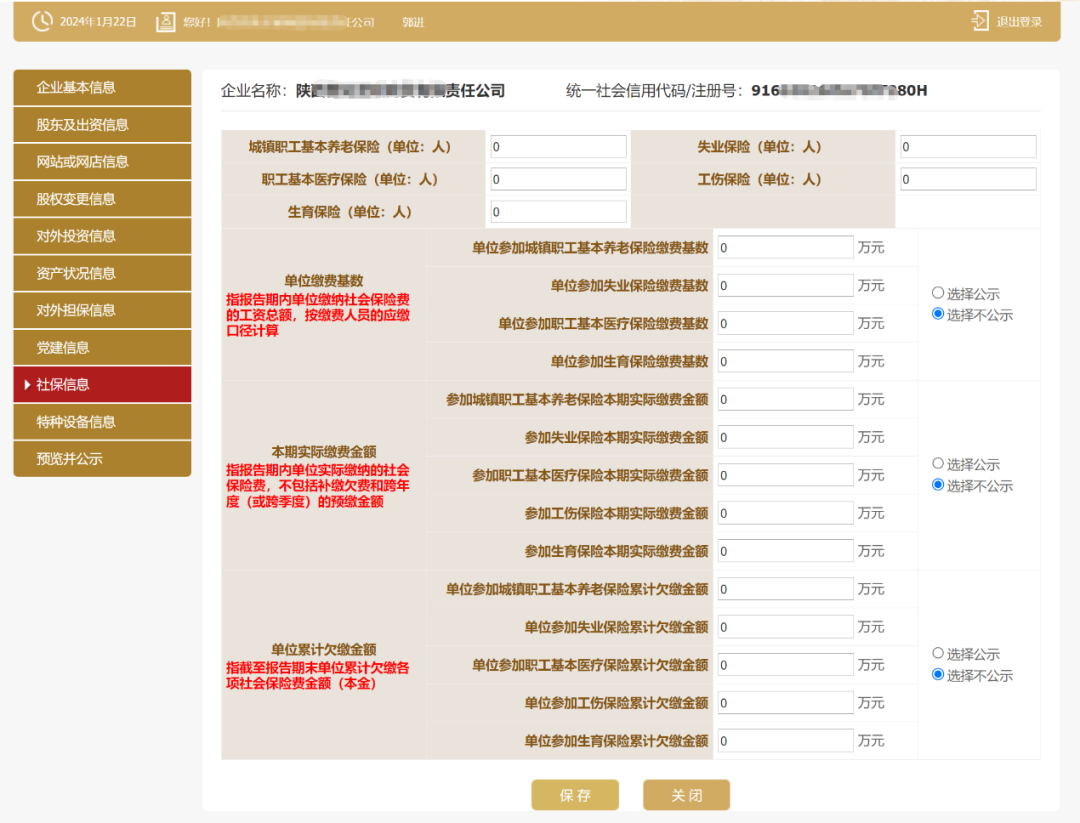 2024年1月22日 您好! 公司 郭进 退出登录
企业基本信息
股东及出资信息
网站或网店信息
股权变更信息
对外投资信息
资产状况信息
对外担保信息
党建信息
社保信息
特种设备信息
预览并公示
企业名称: 陕 责任公司 统一社会信用代码/注册号: 916 80H
城镇职工基本养老保险（单位：人） 0 失业保险（单位：人） 0
职工基本医疗保险（单位：人） 0 工伤保险（单位：人） 0
生育保险（单位：人） 0
单位缴费基数
指报告期内单位缴纳社会保险费
的工资总额，按缴费人员的应缴
口径计算
单位参加城镇职工基本养老保险缴费基数 0 万元
单位参加失业保险缴费基数 0 万元
单位参加职工基本医疗保险缴费基数 0 万元
单位参加生育保险缴费基数 0 万元
选择公示
选择不公示
本期实际缴费金额
指报告期内单位实际缴纳的社会
保险费，不包括补缴欠费和跨年
度（或跨季度）的预缴金额
参加城镇职工基本养老保险本期实际缴费金额 0 万元
参加失业保险本期实际缴费金额 0 万元
参加职工基本医疗保险本期实际缴费金额 0 万元
参加工伤保险本期实际缴费金额 0 万元
参加生育保险本期实际缴费金额 0 万元
选择公示
选择不公示
单位累计欠缴金额
指截至报告期末单位累计欠缴各
项社会保险费金额（本金）
单位参加城镇职工基本养老保险累计欠缴金额 0 万元
单位参加失业保险累计欠缴金额 0 万元
单位参加职工基本医疗保险累计欠缴金额 0 万元
单位参加工伤保险累计欠缴金额 0 万元
单位参加生育保险累计欠缴金额 0 万元
选择公示
选择不公示
保 存 关 闭